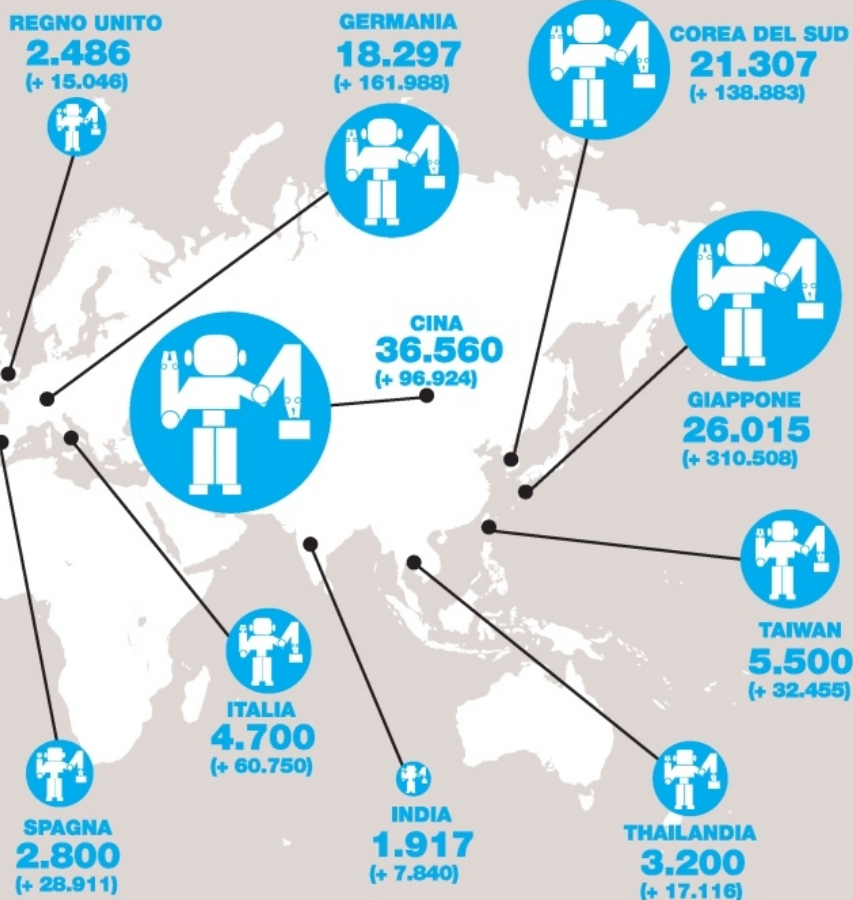 REGNO UNITO
2.486
(+ 15.046)
GERMANIA
18.297
(+ 161.988)
COREA DEL SUD
21.307
(+ 138.883)
CINA
36.560
(+ 96.924)
GIAPPONE
26.015
(+ 310.508)
TAIWAN
5.500
(+ 32.455)
ITALIA
4.700
(+ 60.750)
SPAGNA
2.800
(+ 28.911)
INDIA
1.917
(+ 7.840)
THAILANDIA
3.200
(+ 17.116)